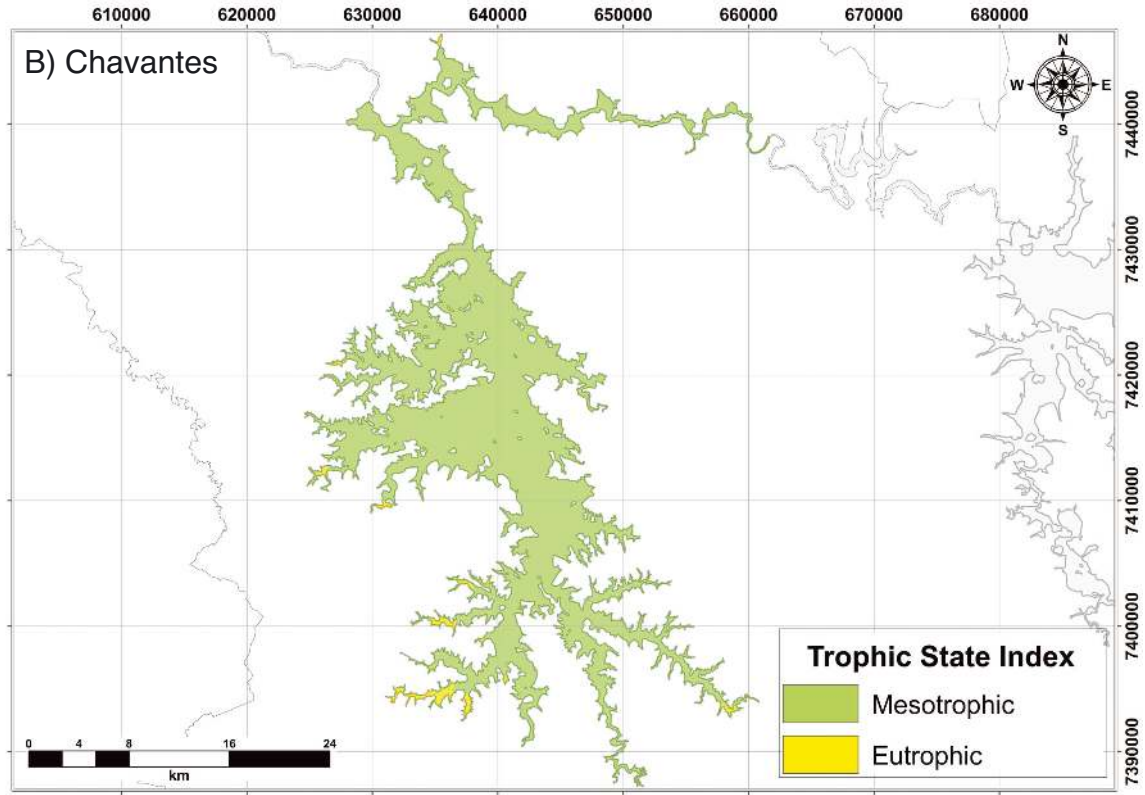 610000 620000 630000 640000 650000 660000 670000 680000
B) Chavantes
N
W E
S
7440000
7430000
7420000
7410000
7400000
7390000
Trophic State Index
Mesotrophic
Eutrophic
0 4 8 16 24
km